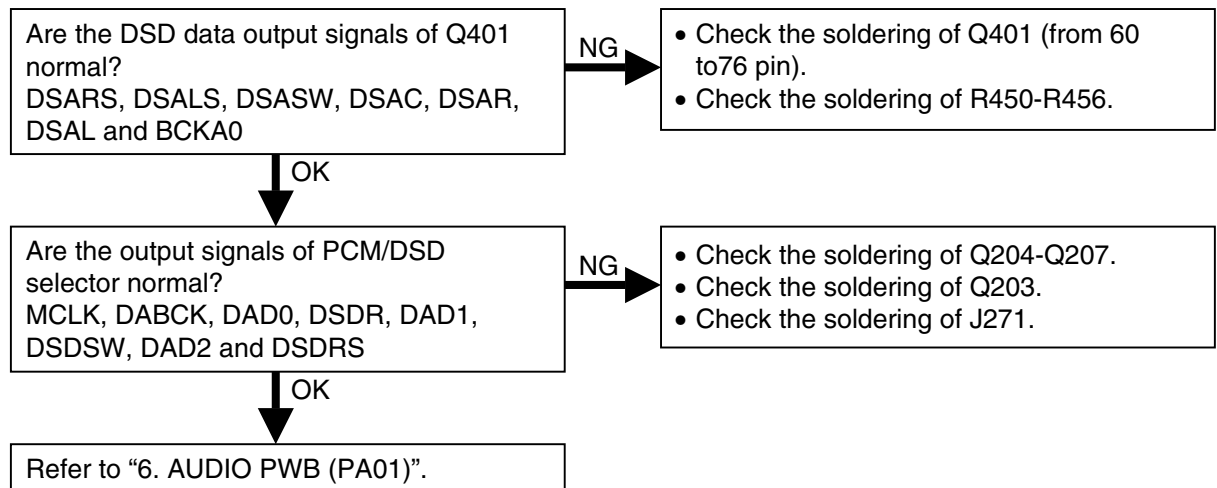 Are the DSD data output signals of Q401
normal?
DSARS, DSALS, DSASW, DSAC, DSAR,
DSAL and BCKA0
NG
• Check the soldering of Q401 (from 60
to76 pin).
• Check the soldering of R450-R456.
OK
Are the output signals of PCM/DSD
selector normal?
MCLK, DABCK, DAD0, DSDR, DAD1,
DSDSW, DAD2 and DSDRS
NG
• Check the soldering of Q204-Q207.
• Check the soldering of Q203.
• Check the soldering of J271.
OK
Refer to “6. AUDIO PWB (PA01)”.